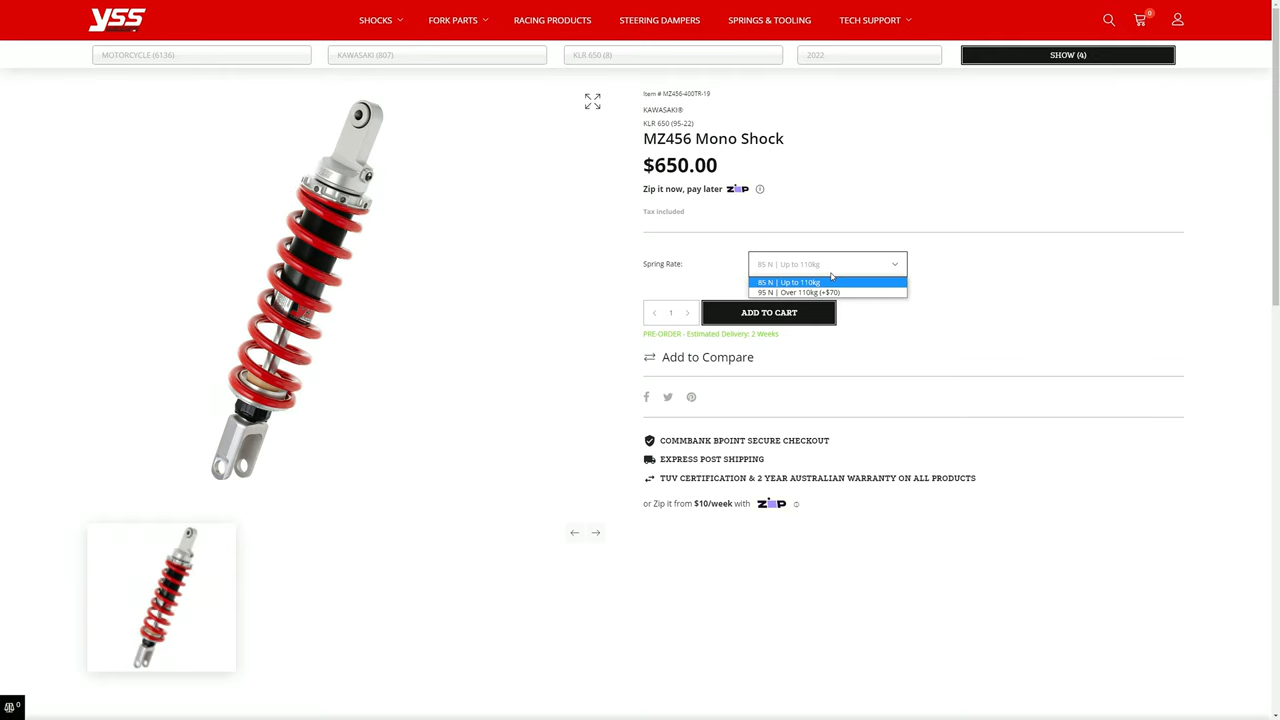 YSS
SHOCKS FORK PARTS RACING PRODUCTS STEERING DAMPERS SPRINGS & TOOLING TECH SUPPORT 0
MOTORCYCLE (6136) KAWASAKI (807) KLR 650 (8) 2022 SHOW (4)
Item # MZ456-400TR-19
KAWASAKI®
KLR 650 (95-22)
MZ456 Mono Shock
$650.00
Zip it now, pay later ZIP
Tax included
Spring Rate: 85 N | Up to 110kg
85 N | Up to 110kg
95 N | Over 110kg (+$70)
1 ADD TO CART
PRE-ORDER - Estimated Delivery: 2 Weeks
Add to Compare
COMMBANK BPOINT SECURE CHECKOUT
EXPRESS POST SHIPPING
TUV CERTIFICATION & 2 YEAR AUSTRALIAN WARRANTY ON ALL PRODUCTS
or Zip it from $10/week with ZIP
0